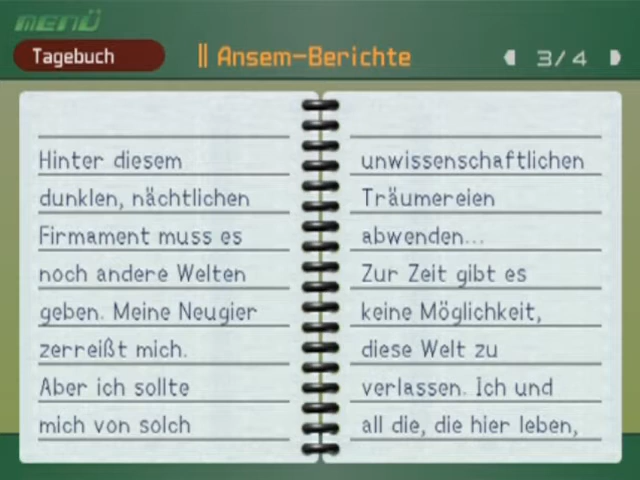 MENÜ
Tagebuch
Ansem-Berichte
3/4
Hinter diesem
dunklen, nächtlichen
Firmament muss es
noch andere Welten
geben. Meine Neugier
zerreißt mich.
Aber ich sollte
mich von solch
unwissenschaftlichen
Träumereien
abwenden...
Zur Zeit gibt es
keine Möglichkeit,
diese Welt zu
verlassen. Ich und
all die, die hier leben,